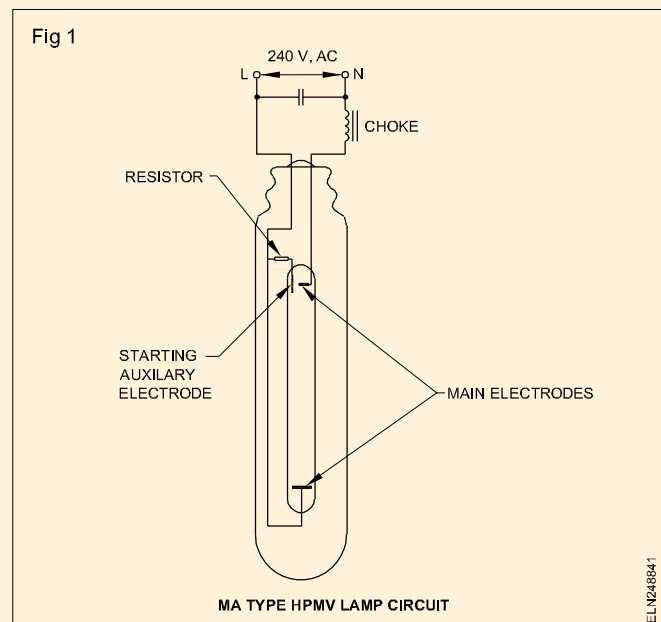 Fig 1
240 V, AC
L
N
CHOKE
RESISTOR
STARTING
AUXILARY
ELECTRODE
MAIN ELECTRODES
MA TYPE HPMV LAMP CIRCUIT
ELN248841